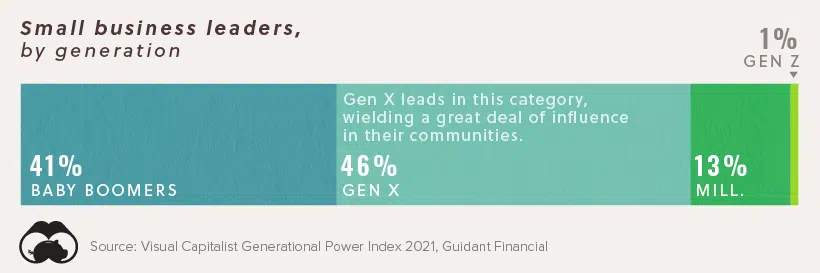 Small business leaders,
by generation
1%
GEN Z
Gen X leads in this category,
wielding a great deal of influence
in their communities.
41%
BABY BOOMERS
46%
GEN X
13%
MILL.
Source: Visual Capitalist Generational Power Index 2021, Guidant Financial